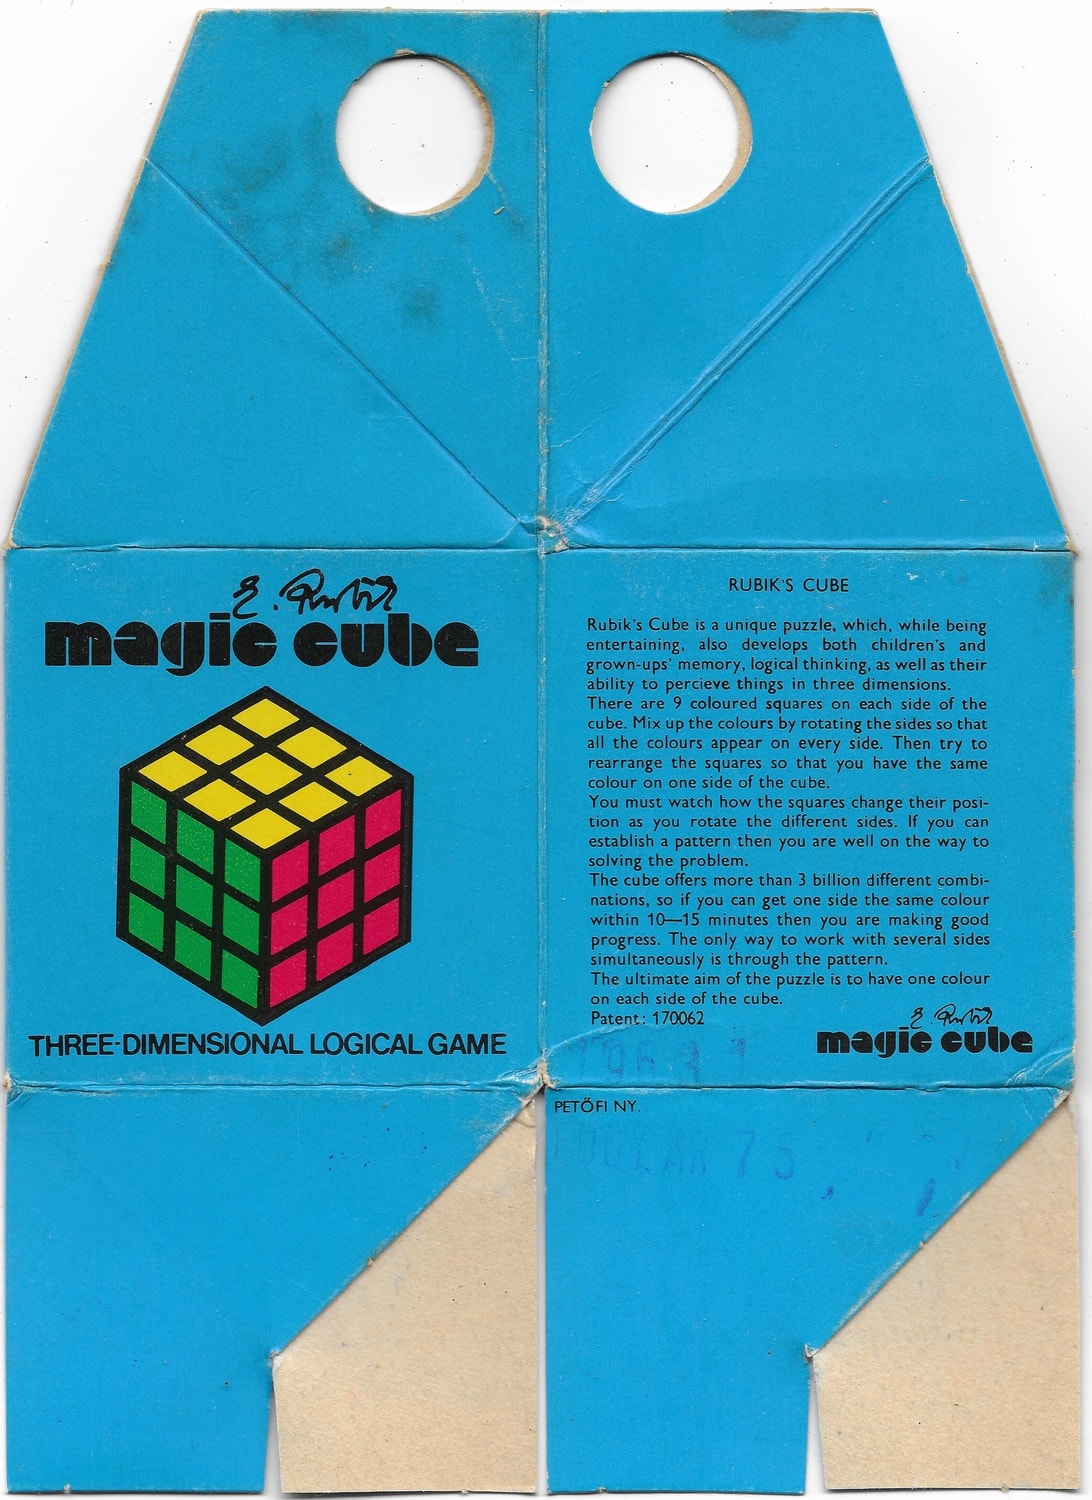 E. Rubik
magic cube
THREE-DIMENSIONAL LOGICAL GAME
RUBIK'S CUBE
Rubik's Cube is a unique puzzle, which, while being
entertaining, also develops both children's and
grown-ups' memory, logical thinking, as well as their
ability to percieve things in three dimensions.
There are 9 coloured squares on each side of the
cube. Mix up the colours by rotating the sides so that
all the colours appear on every side. Then try to
rearrange the squares so that you have the same
colour on one side of the cube.
You must watch how the squares change their posi-
tion as you rotate the different sides. If you can
establish a pattern then you are well on the way to
solving the problem.
The cube offers more than 3 billion different combi-
nations, so if you can get one side the same colour
within 10—15 minutes then you are making good
progress. The only way to work with several sides
simultaneously is through the pattern.
The ultimate aim of the puzzle is to have one colour
on each side of the cube.
Patent: 170062
E. Rubik
magic cube
PETŐFI NY.